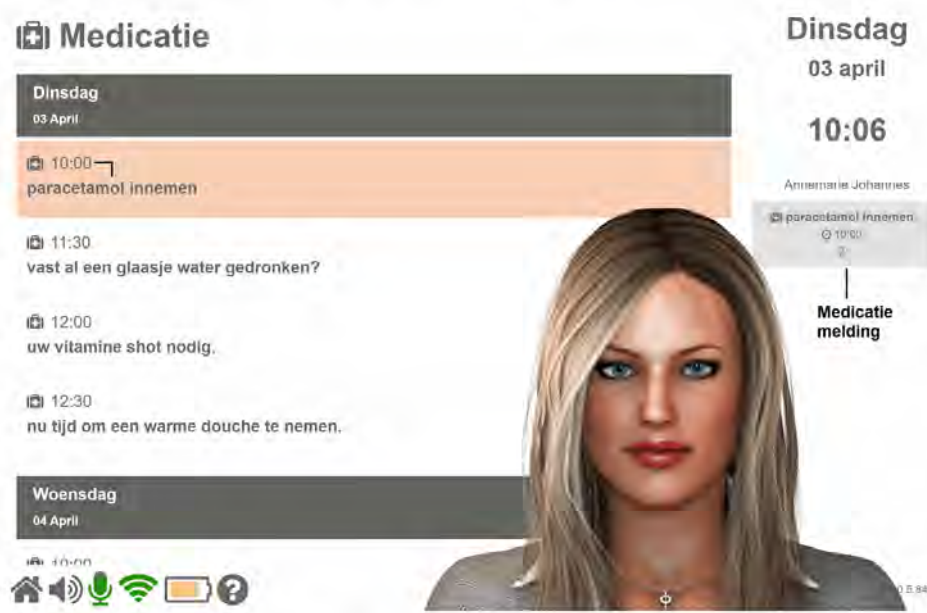 Medicatie
Dinsdag
03 April
10:00
paracetamol innemen
11:30
vast al een glaasje water gedronken?
12:00
uw vitamine shot nodig.
12:30
nu tijd om een warme douche te nemen.
Woensdag
04 April
10:00
Dinsdag
03 april
10:06
Annemarie Johannes
paracetamol innemen
10:00
Medicatie
melding